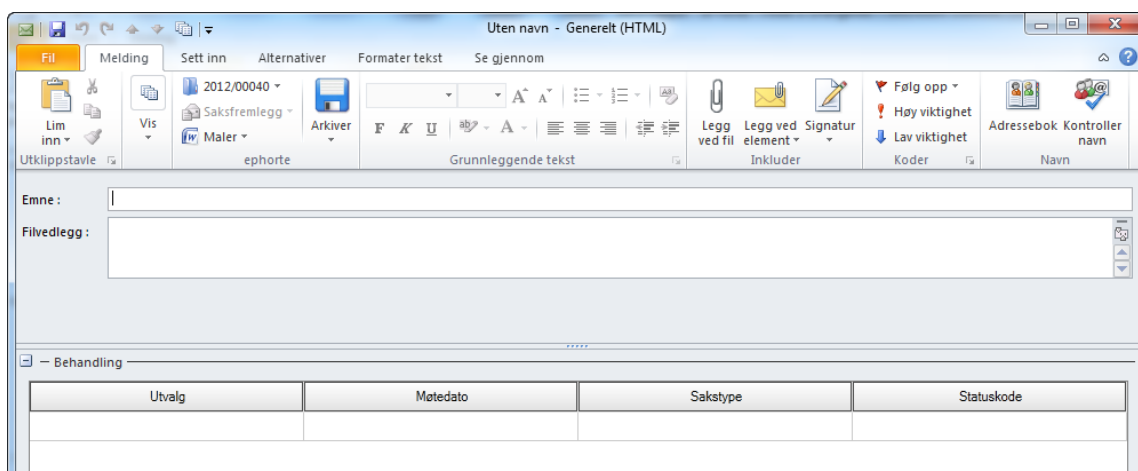 Uten navn - Generelt (HTML)
Fil Melding Sett inn Alternativer Formater tekst Se gjennom
Lim inn
Utklippstavle
Vis
2012/00040
Saksfremlegg
Maler
Arkiver
ephorte
F K U
Grunnleggende tekst
Legg ved fil
Legg ved element
Signatur
Inkluder
Følg opp
Høy viktighet
Lav viktighet
Koder
Adressebok
Kontroller navn
Navn
Emne :
Filvedlegg :
Behandling
Utvalg Møtedato Sakstype Statuskode